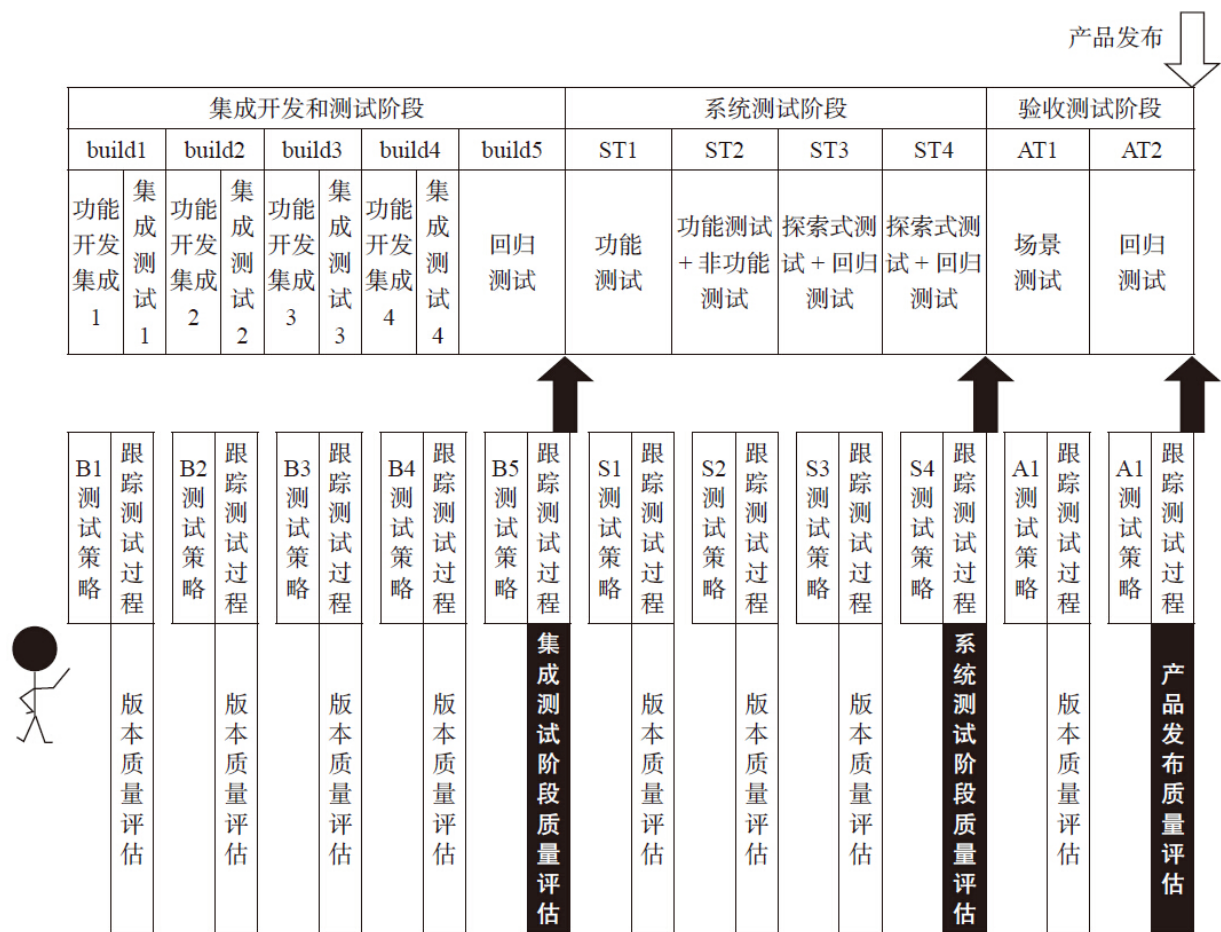 产品发布
集成开发和测试阶段 系统测试阶段 验收测试阶段
build1 build2 build3 build4 build5 ST1 ST2 ST3 ST4 AT1 AT2
功能
开发
集成
1
集成测试1
功能
开发
集成
2
集成测试2
功能
开发
集成
3
集成测试3
功能
开发
集成
4
集成测试4
回归
测试
功能
测试
功能测试
+ 非功能
测试
探索式测
试 + 回归
测试
探索式测
试 + 回归
测试
场景
测试
回归
测试
B1测试策略
跟踪测试过程
B2测试策略
跟踪测试过程
B3测试策略
跟踪测试过程
B4测试策略
跟踪测试过程
B5测试策略
跟踪测试过程
S1测试策略
跟踪测试过程
S2测试策略
跟踪测试过程
S3测试策略
跟踪测试过程
S4测试策略
跟踪测试过程
A1测试策略
跟踪测试过程
A1测试策略
跟踪测试过程
版本质量评估
版本质量评估
版本质量评估
版本质量评估
集成测试阶段质量评估
版本质量评估
版本质量评估
版本质量评估
系统测试阶段质量评估
版本质量评估
产品发布质量评估